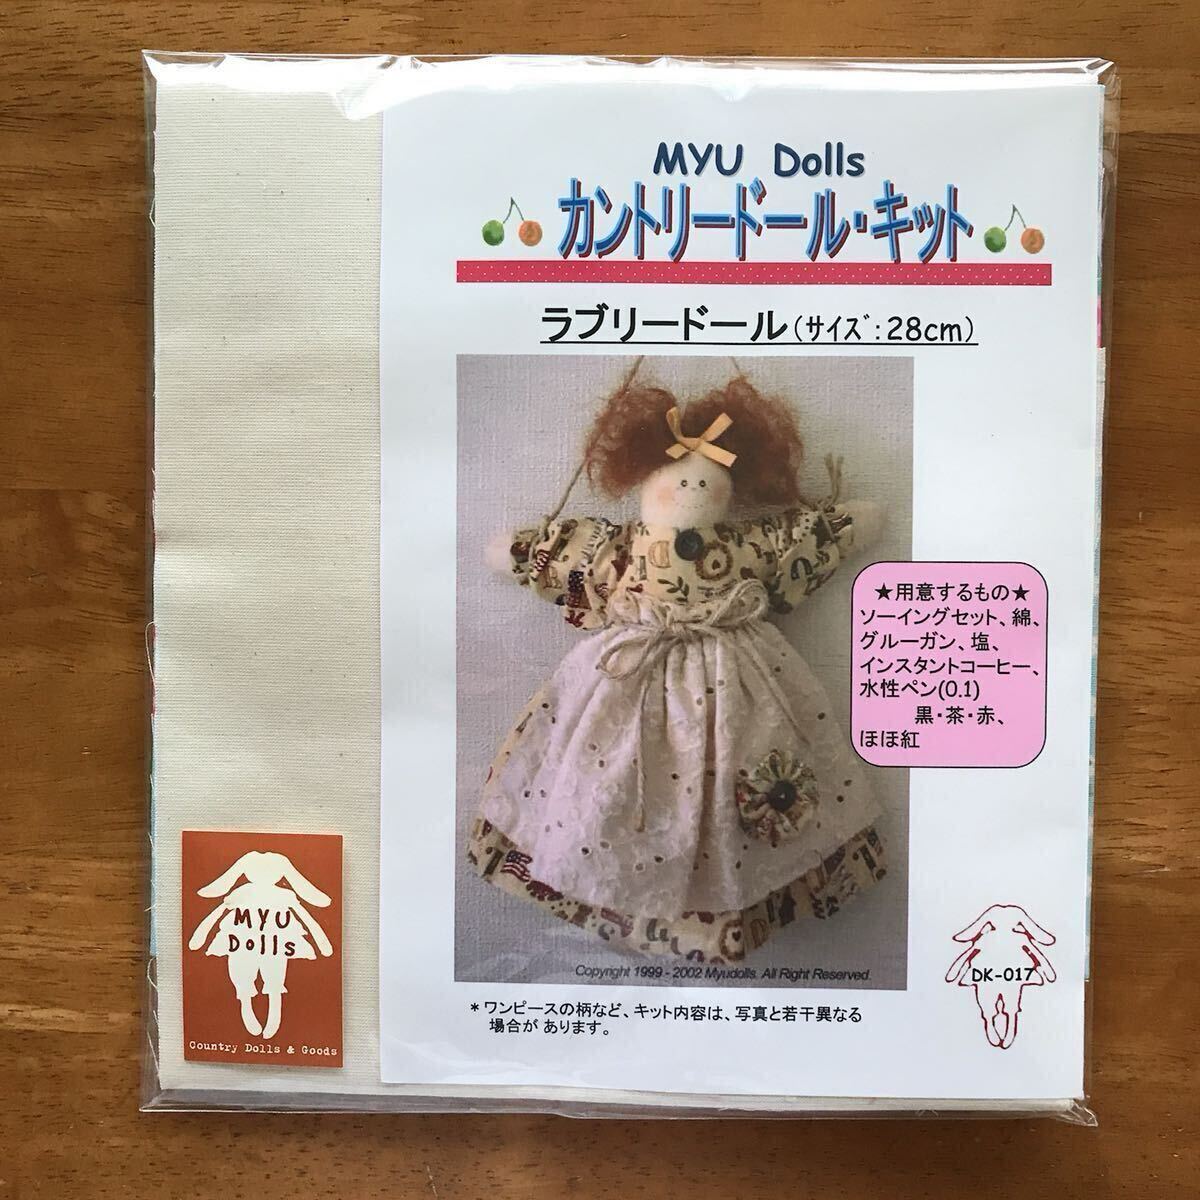 MYU Dolls
カントリードール・キット
ラブリードール(サイズ:28cm)
★用意するもの★
ソーイングセット、綿、
グルーガン、塩、
インスタントコーヒー、
水性ペン(0.1)
黒・茶・赤、
ほほ紅
Copyright 1999 - 2002 Myudolls. All Right Reserved.
*ワンピースの柄など、キット内容は、写真と若干異なる
場合が あります。
DK-017
MYU
Dolls
Country Dolls & Goods